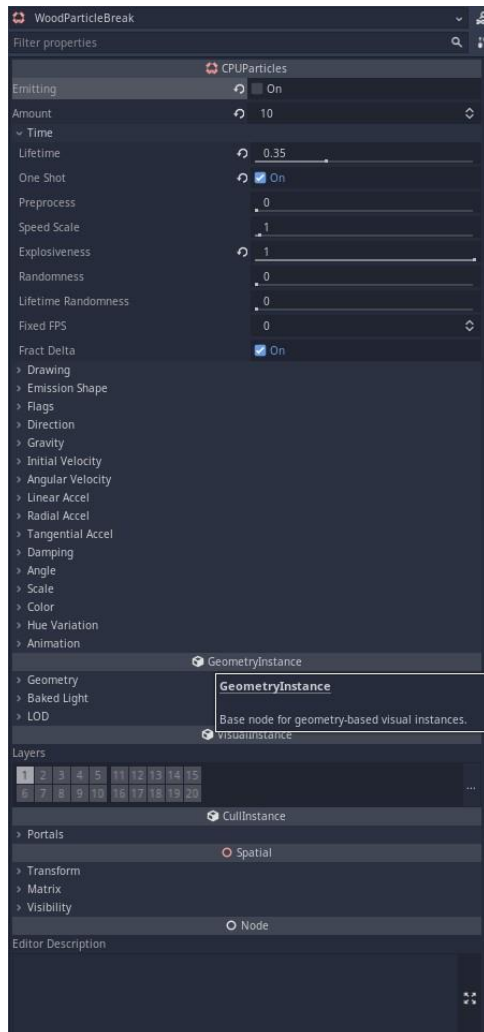 WoodParticleBreak
Filter properties
CPUParticles
Emitting On
Amount 10
Time
Lifetime 0.35
One Shot On
Preprocess 0
Speed Scale 1
Explosiveness 1
Randomness 0
Lifetime Randomness 0
Fixed FPS 0
Fract Delta On
Drawing
Emission Shape
Flags
Direction
Gravity
Initial Velocity
Angular Velocity
Linear Accel
Radial Accel
Tangential Accel
Damping
Angle
Scale
Color
Hue Variation
Animation
GeometryInstance
Geometry
GeometryInstance
Baked Light
LOD
Base node for geometry-based visual instances.
VisualInstance
Layers
1 2 3 4 5 11 12 13 14 15
6 7 8 9 10 16 17 18 19 20
...
CullInstance
Portals
Spatial
Transform
Matrix
Visibility
Node
Editor Description